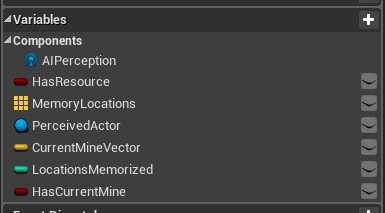 Variables
Components
AIPerception
HasResource
MemoryLocations
PerceivedActor
CurrentMineVector
LocationsMemorized
HasCurrentMine